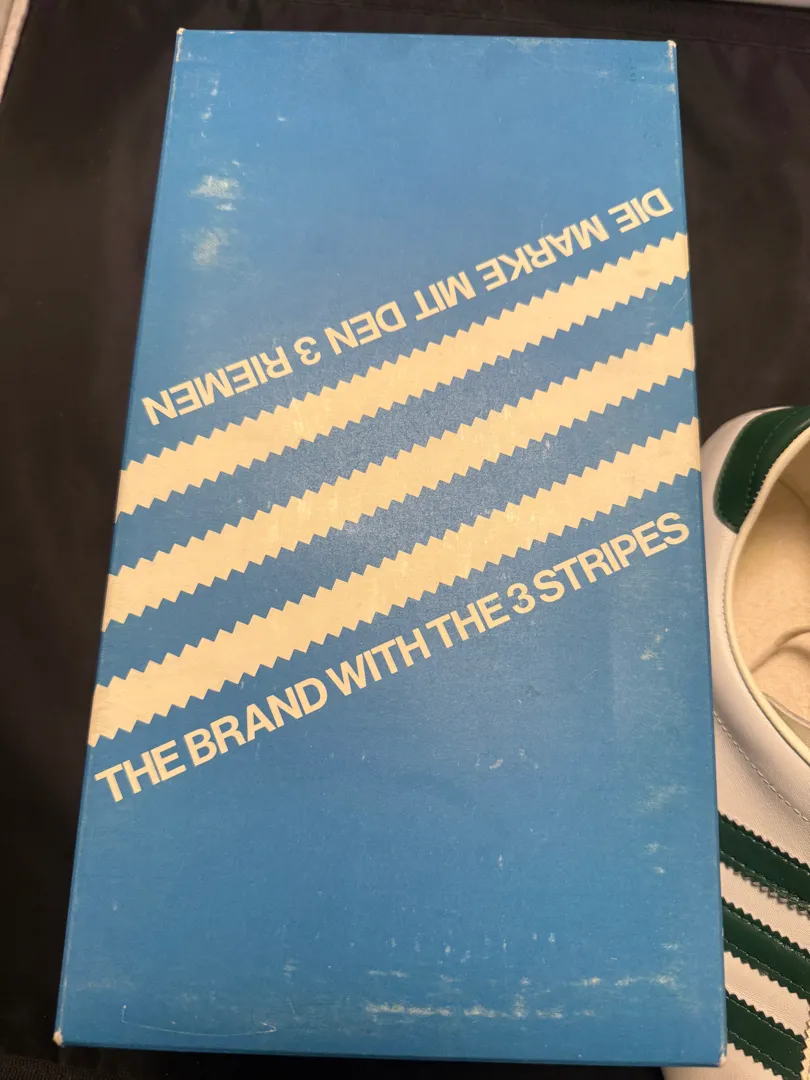 DIE MARKE MIT DEN 3 RIEMEN
THE BRAND WITH THE 3 STRIPES